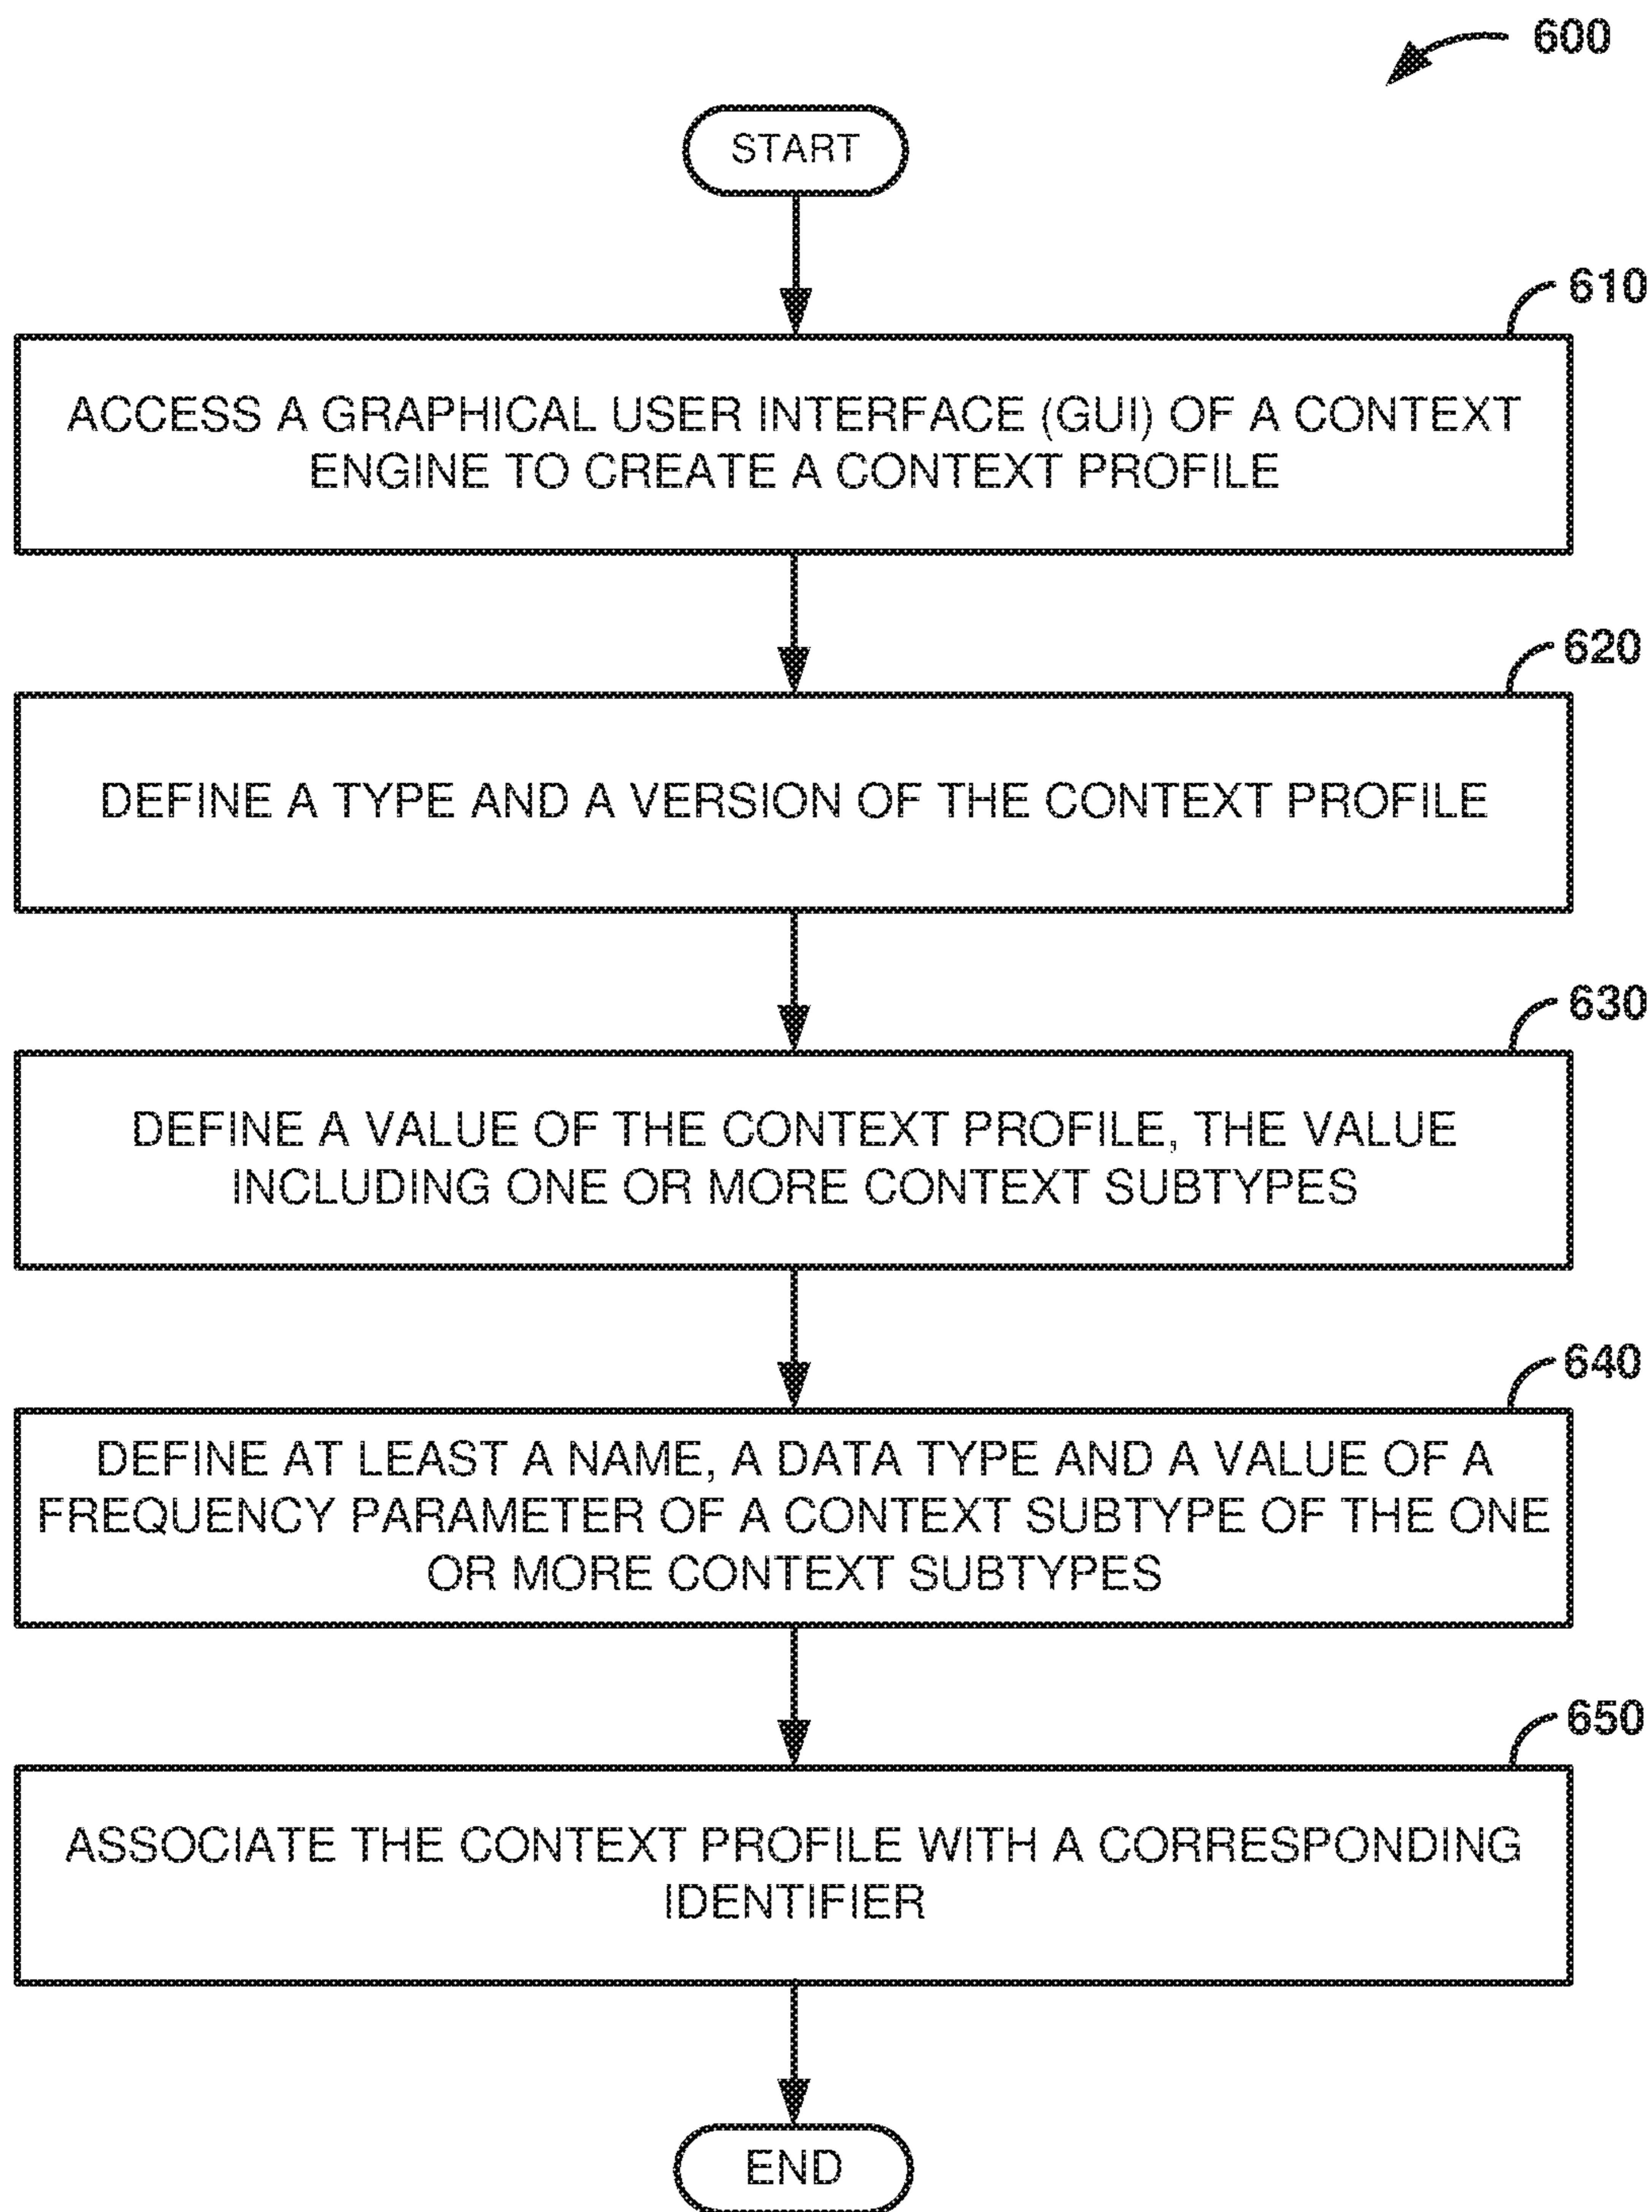 600
START
610
ACCESS A GRAPHICAL USER INTERFACE (GUI) OF A CONTEXT
ENGINE TO CREATE A CONTEXT PROFILE
620
DEFINE A TYPE AND A VERSION OF THE CONTEXT PROFILE
630
DEFINE A VALUE OF THE CONTEXT PROFILE, THE VALUE
INCLUDING ONE OR MORE CONTEXT SUBTYPES
640
DEFINE AT LEAST A NAME, A DATA TYPE AND A VALUE OF A
FREQUENCY PARAMETER OF A CONTEXT SUBTYPE OF THE ONE
OR MORE CONTEXT SUBTYPES
650
ASSOCIATE THE CONTEXT PROFILE WITH A CORRESPONDING
IDENTIFIER
END